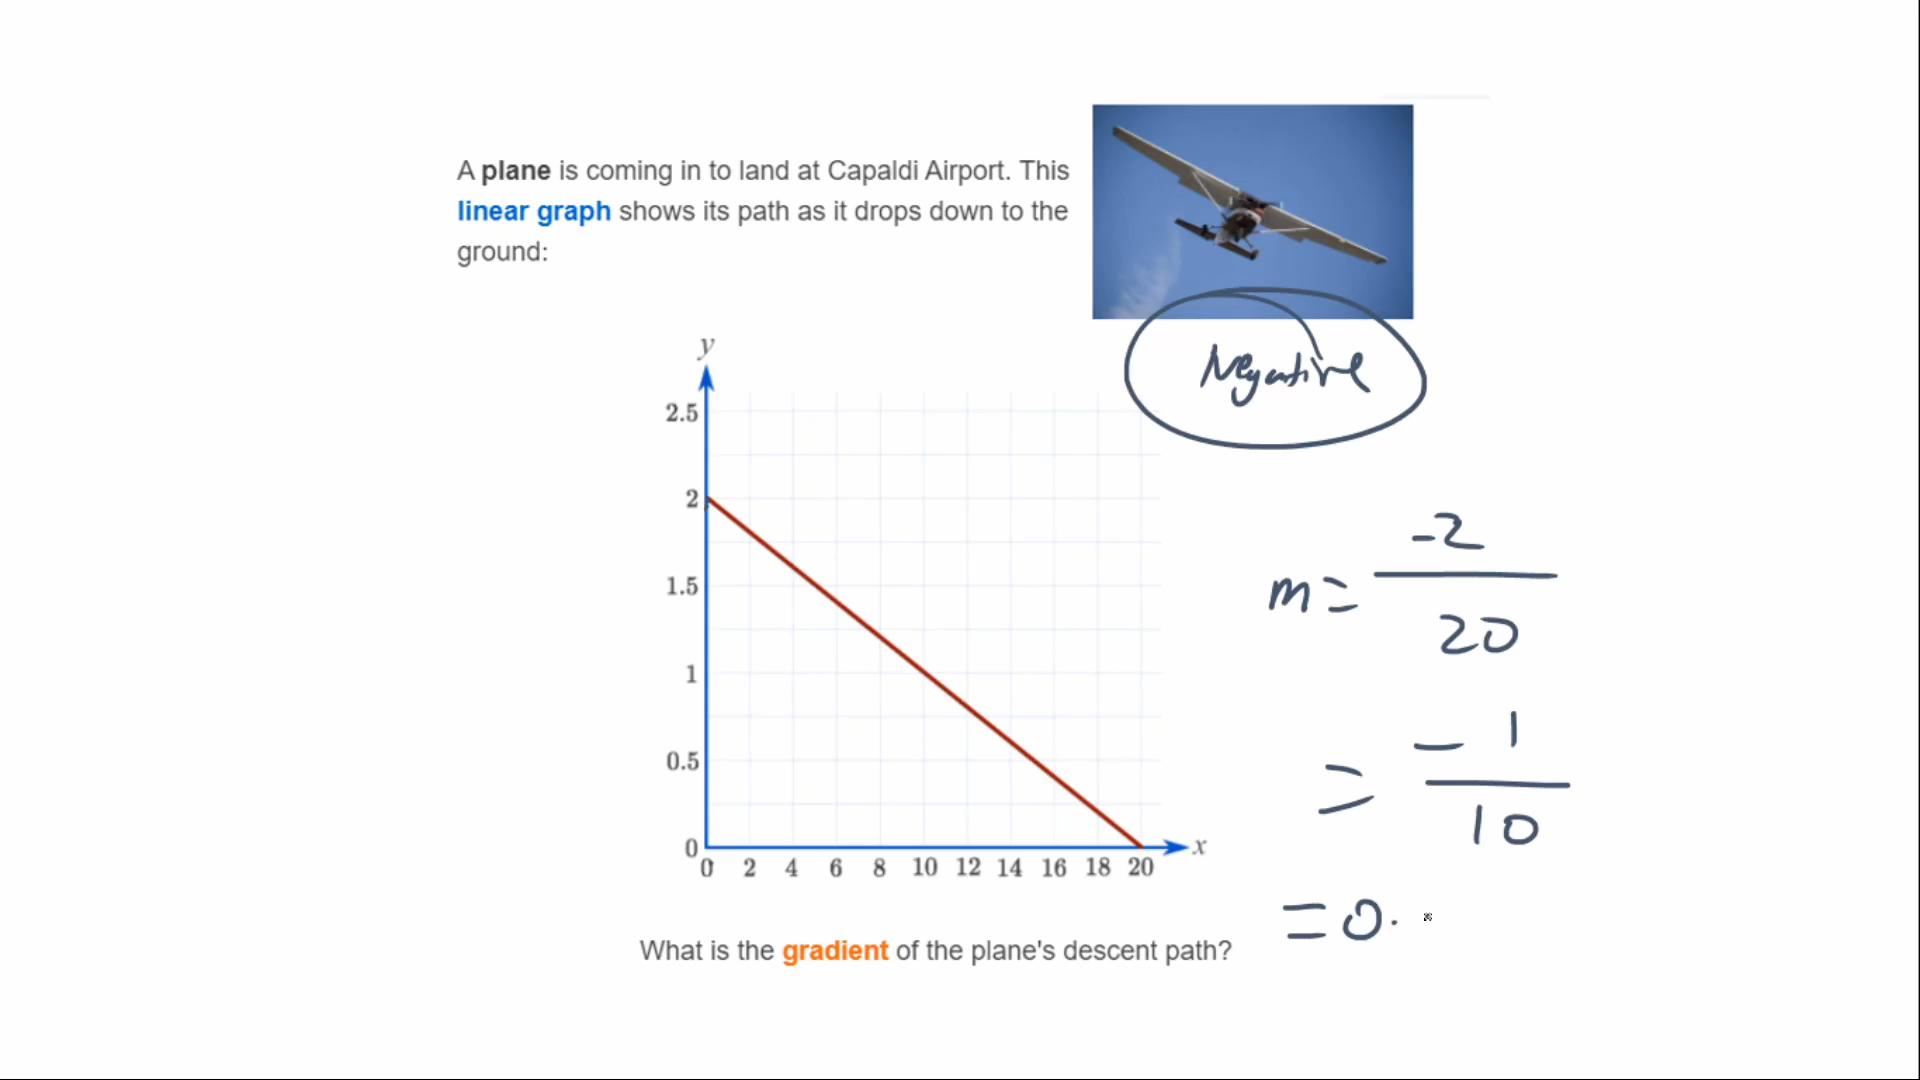 A plane is coming in to land at Capaldi Airport. This
linear graph shows its path as it drops down to the
ground:
Negative
y
2.5
2
1.5
1
0.5
0
0 2 4 6 8 10 12 14 16 18 20
x
m = -2
20
= - 1
10
= 0.
What is the gradient of the plane's descent path?